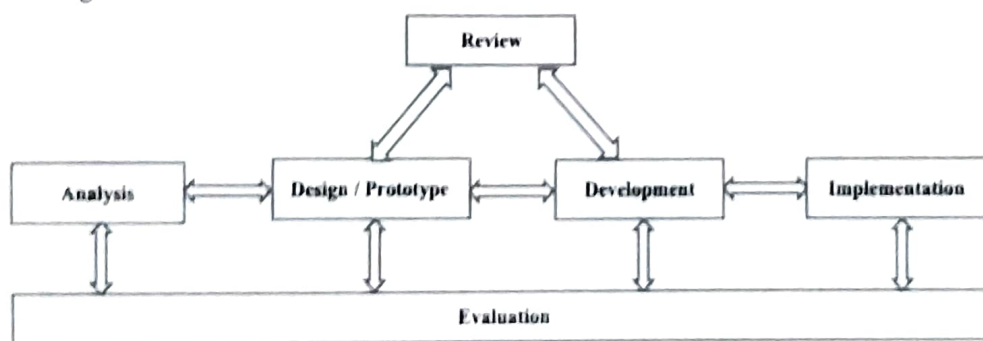 Review
Analysis
Design / Prototype
Development
Implementation
Evaluation